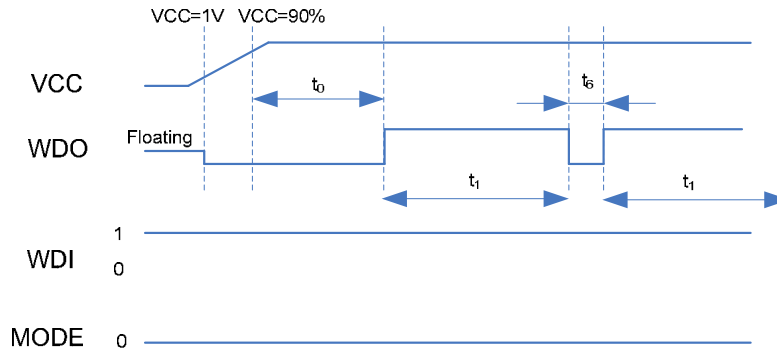 VCC=1V VCC=90%
VCC
t0
t6
Floating
WDO
t1
t1
1
WDI
0
MODE
0